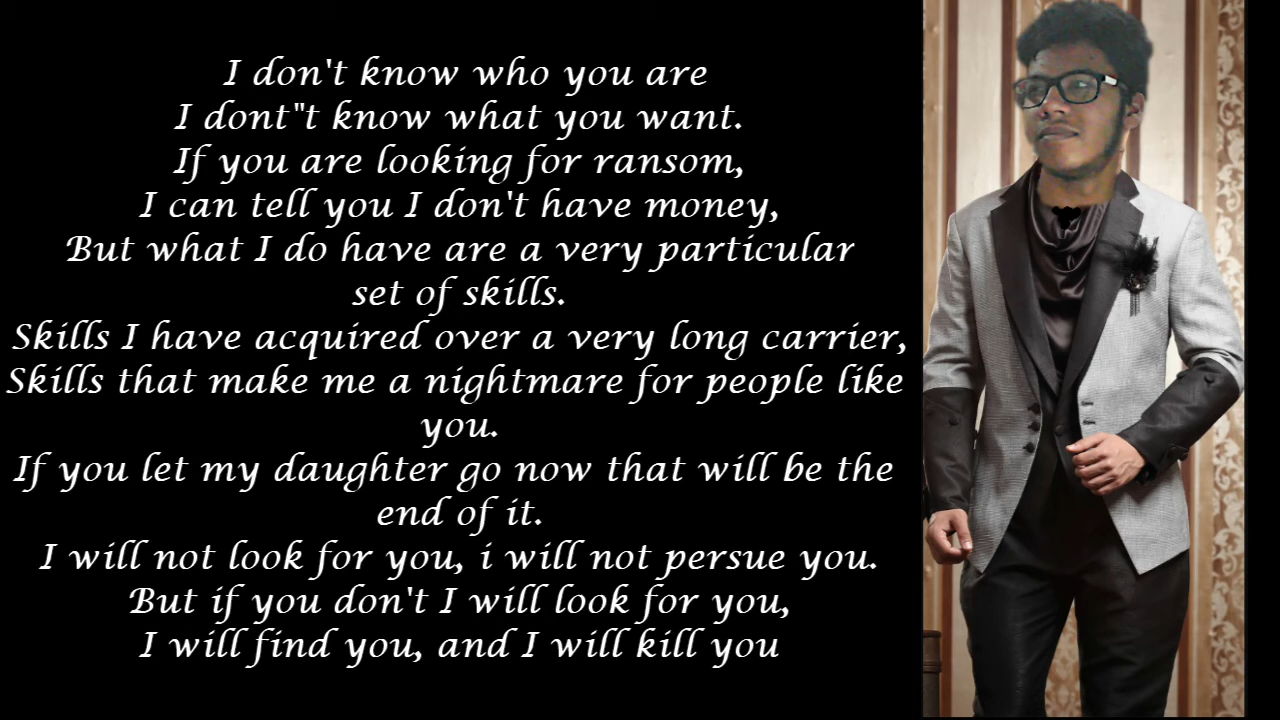 I don't know who you are
I dont"t know what you want.
If you are looking for ransom,
I can tell you I don't have money,
But what I do have are a very particular
set of skills.
Skills I have acquired over a very long carrier,
Skills that make me a nightmare for people like
you.
If you let my daughter go now that will be the
end of it.
I will not look for you, i will not persue you.
But if you don't I will look for you,
I will find you, and I will kill you